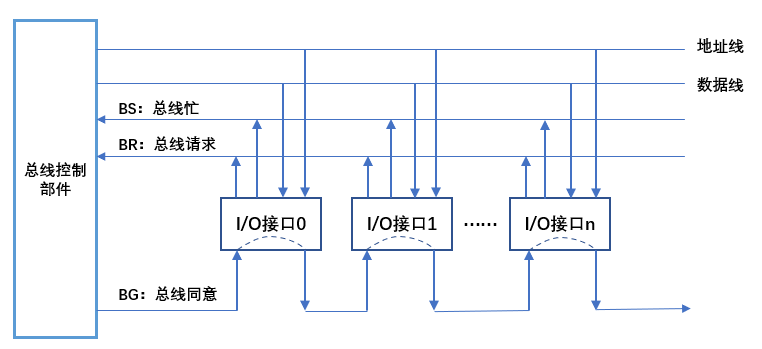 地址线
数据线
BS：总线忙
BR：总线请求
总线控制
部件
I/O接口0
I/O接口1
……
I/O接口n
BG：总线同意